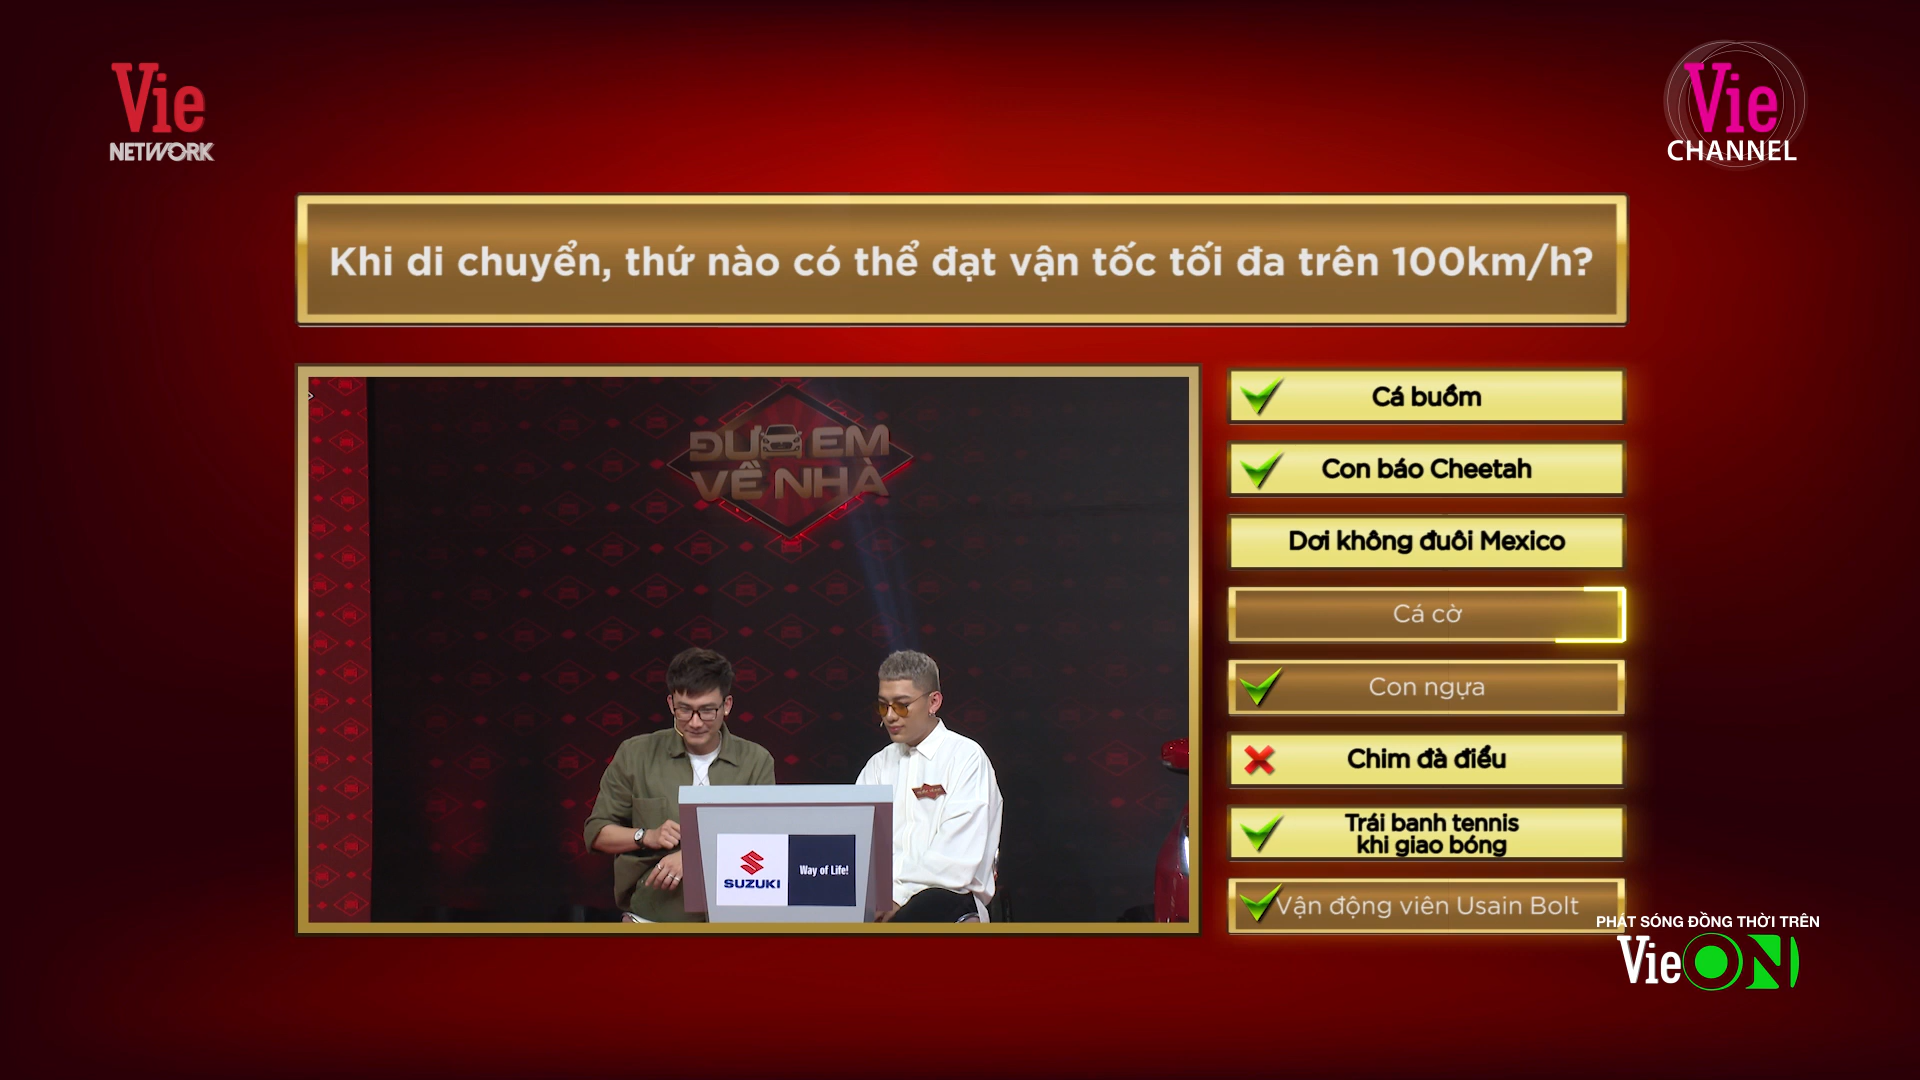 Vie
NETWORK
Vie
CHANNEL
Khi di chuyển, thứ nào có thể đạt vận tốc tối đa trên 100km/h?
ĐƯA EM
VỀ NHÀ
SUZUKI
Way of Life!
Cá buồm
Con báo Cheetah
Dơi không đuôi Mexico
Cá cờ
Con ngựa
Chim đà điểu
Trái banh tennis
khi giao bóng
Vận động viên Usain Bolt
PHÁT SÓNG ĐỒNG THỜI TRÊN
VieON